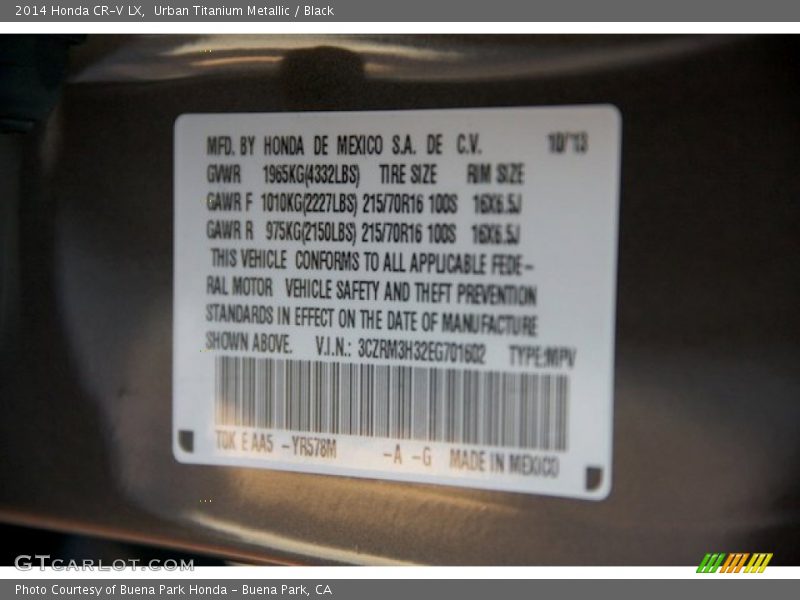 2014 Honda CR-V LX, Urban Titanium Metallic / Black
MFD. BY HONDA DE MEXICO S.A. DE C.V. 10/13
GVWR 1965KG(4332LBS) TIRE SIZE RIM SIZE
GAWR F 1010KG(2227LBS) 215/70R16 100S 16X6.5J
GAWR R 975KG(2150LBS) 215/70R16 100S 16X6.5J
THIS VEHICLE CONFORMS TO ALL APPLICABLE FEDE-
RAL MOTOR VEHICLE SAFETY AND THEFT PREVENTION
STANDARDS IN EFFECT ON THE DATE OF MANUFACTURE
SHOWN ABOVE. V.I.N.: 3CZRM3H32EG701602 TYPE:MPV
TOK E AA5 -YR578M -A -G MADE IN MEXICO
GTCARLOT.COM
Photo Courtesy of Buena Park Honda - Buena Park, CA